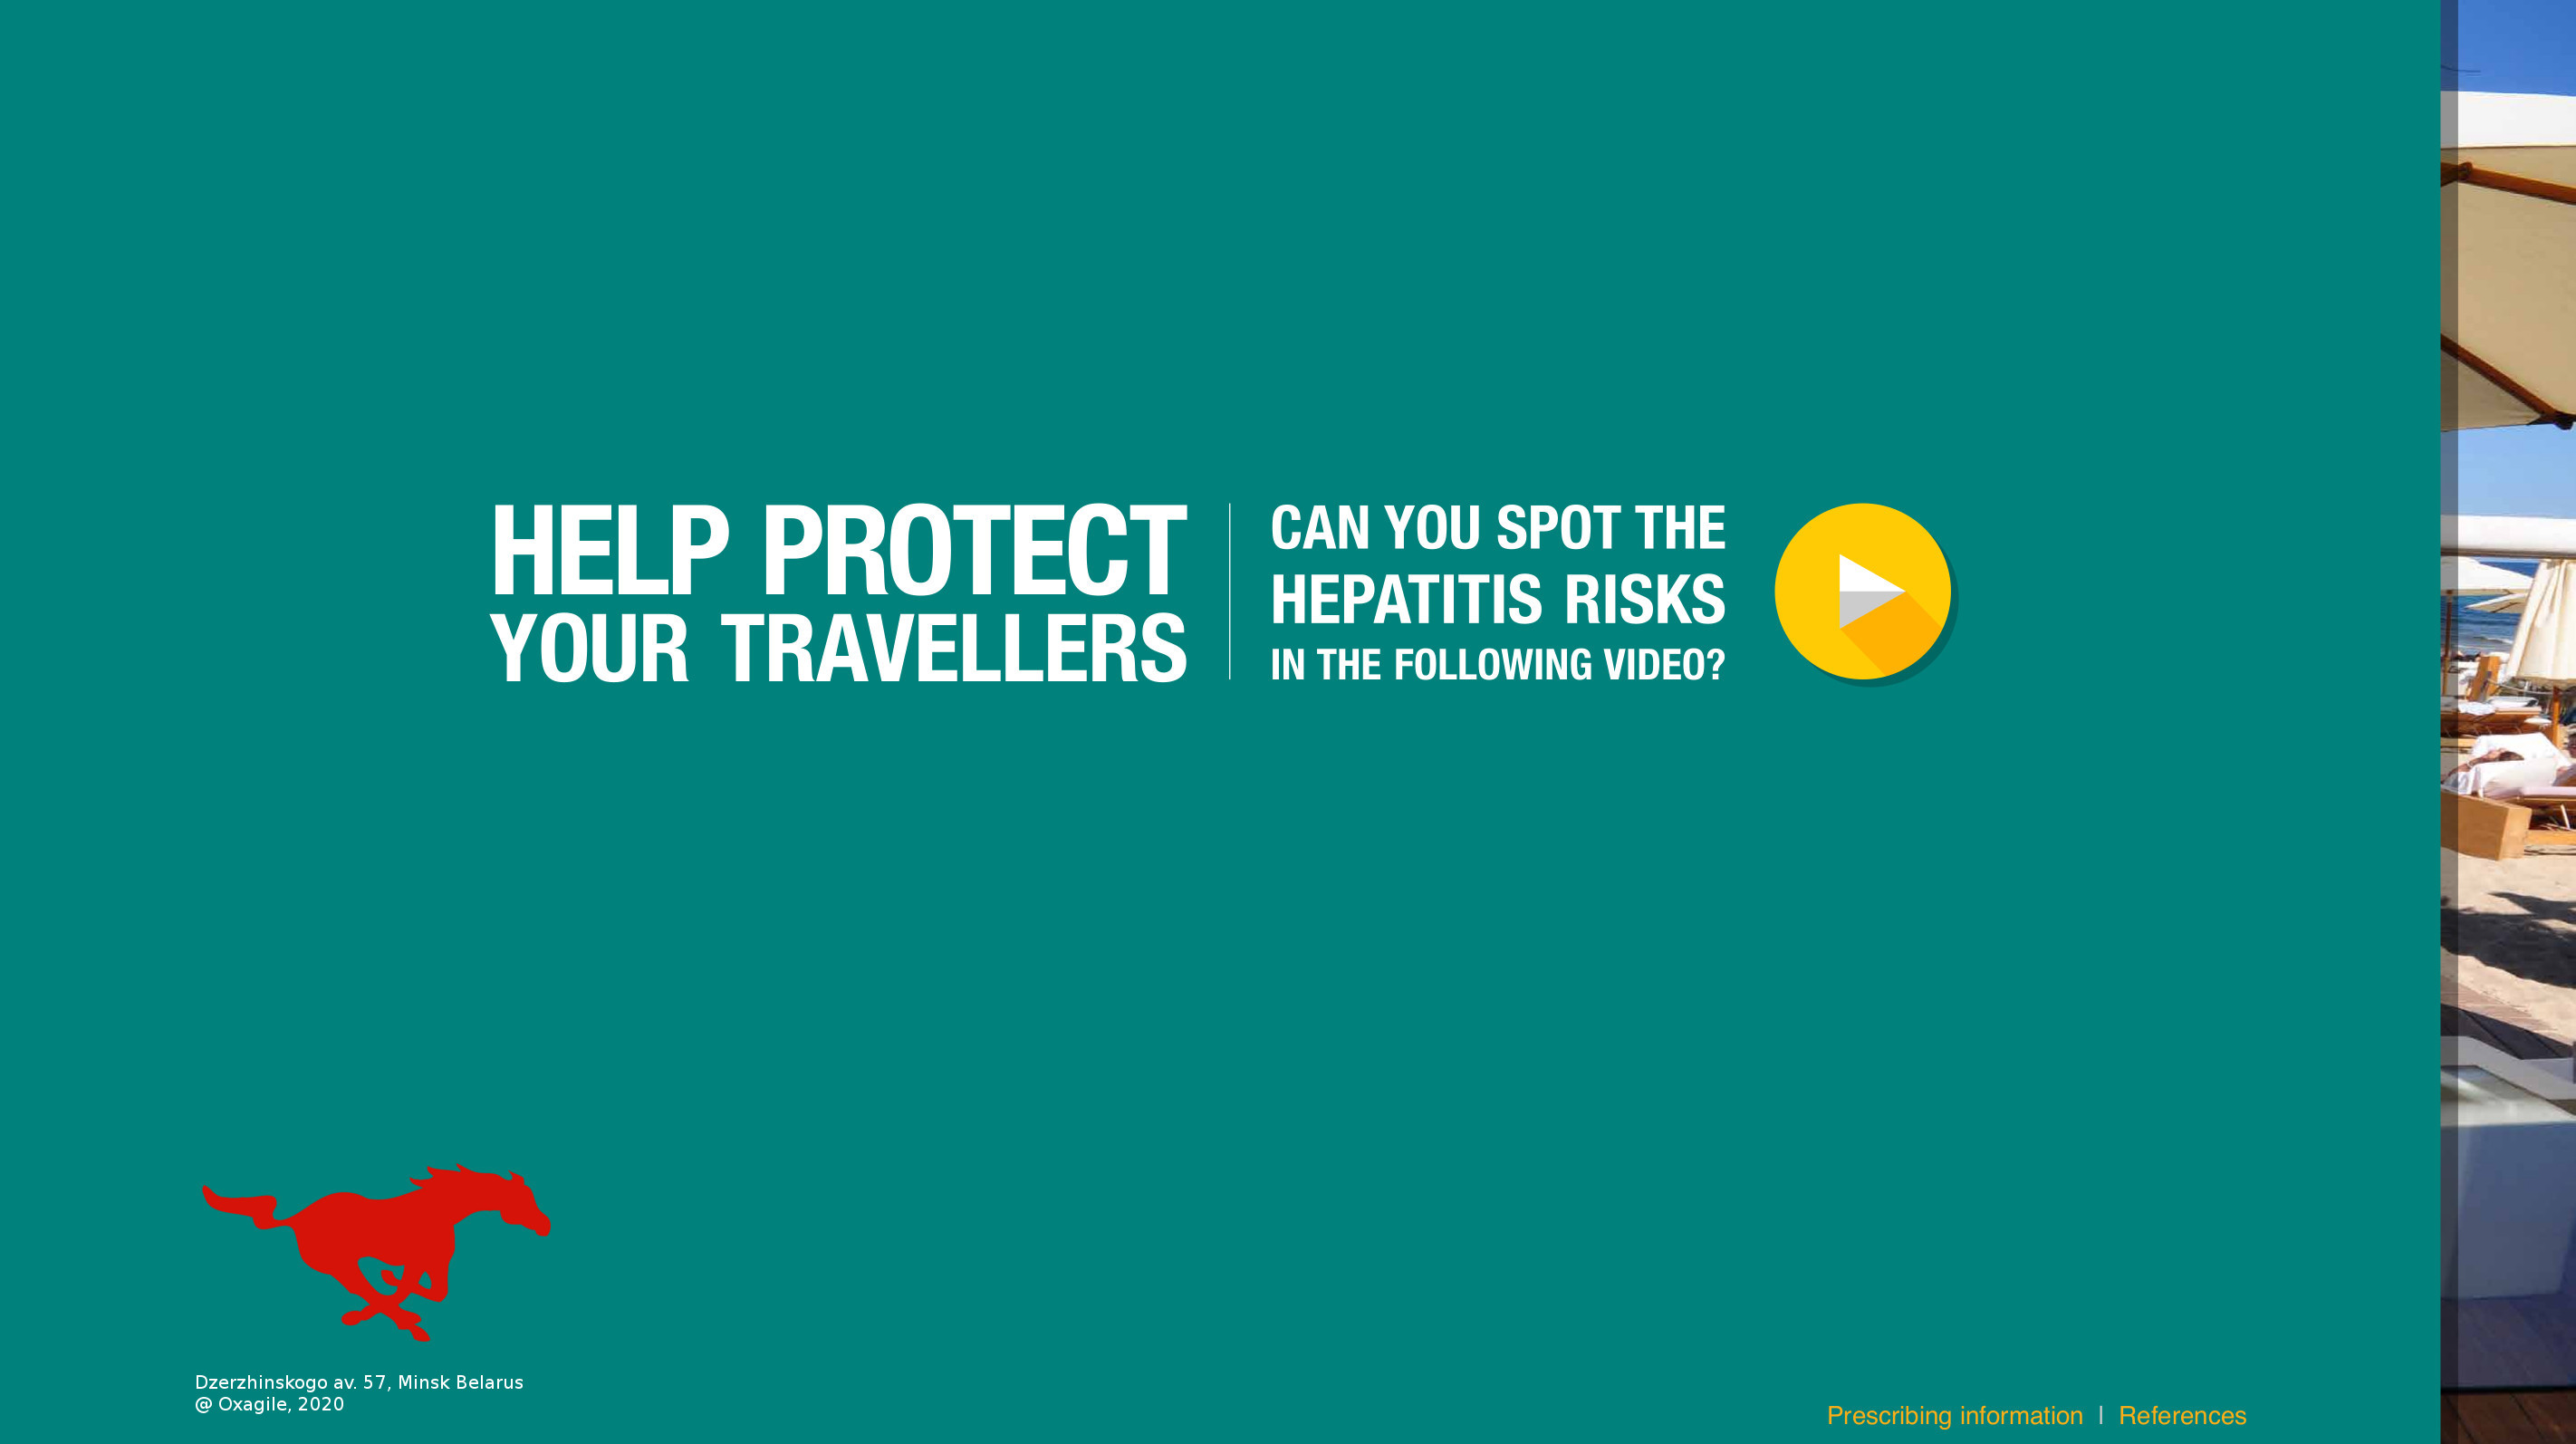 HELP PROTECT
YOUR TRAVELLERS
CAN YOU SPOT THE
HEPATITIS RISKS
IN THE FOLLOWING VIDEO?
Dzerzhinskogo av. 57, Minsk Belarus
@ Oxagile, 2020
Prescribing information | References